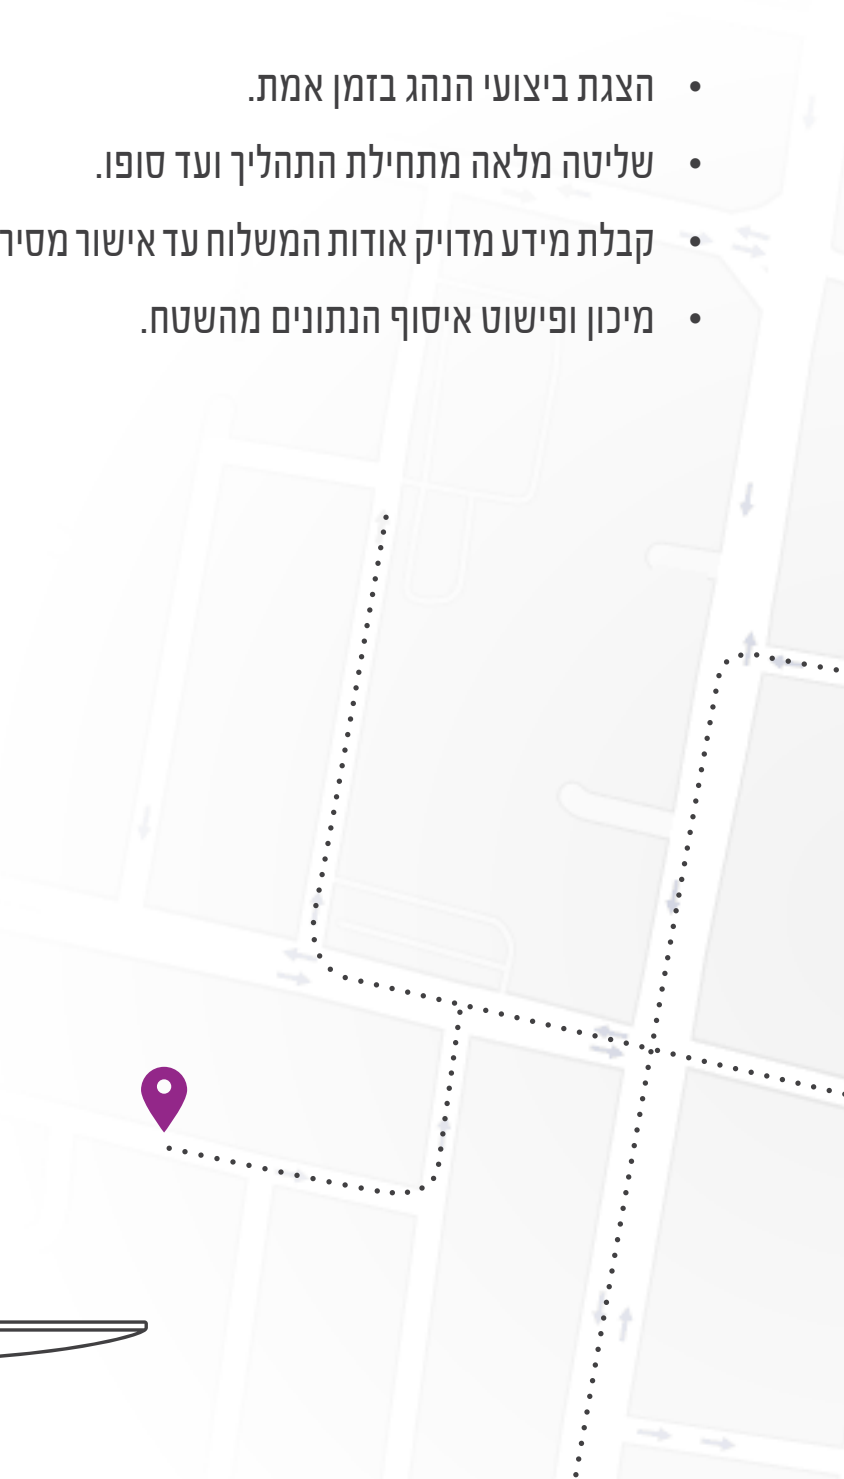 • הצגת ביצועי הנהג בזמן אמת.
• שליטה מלאה מתחילת התהליך ועד סופו.
• קבלת מידע מדויק אודות המשלוח עד אישור
• מיכון ופישוט איסוף הנתונים מהשטח.